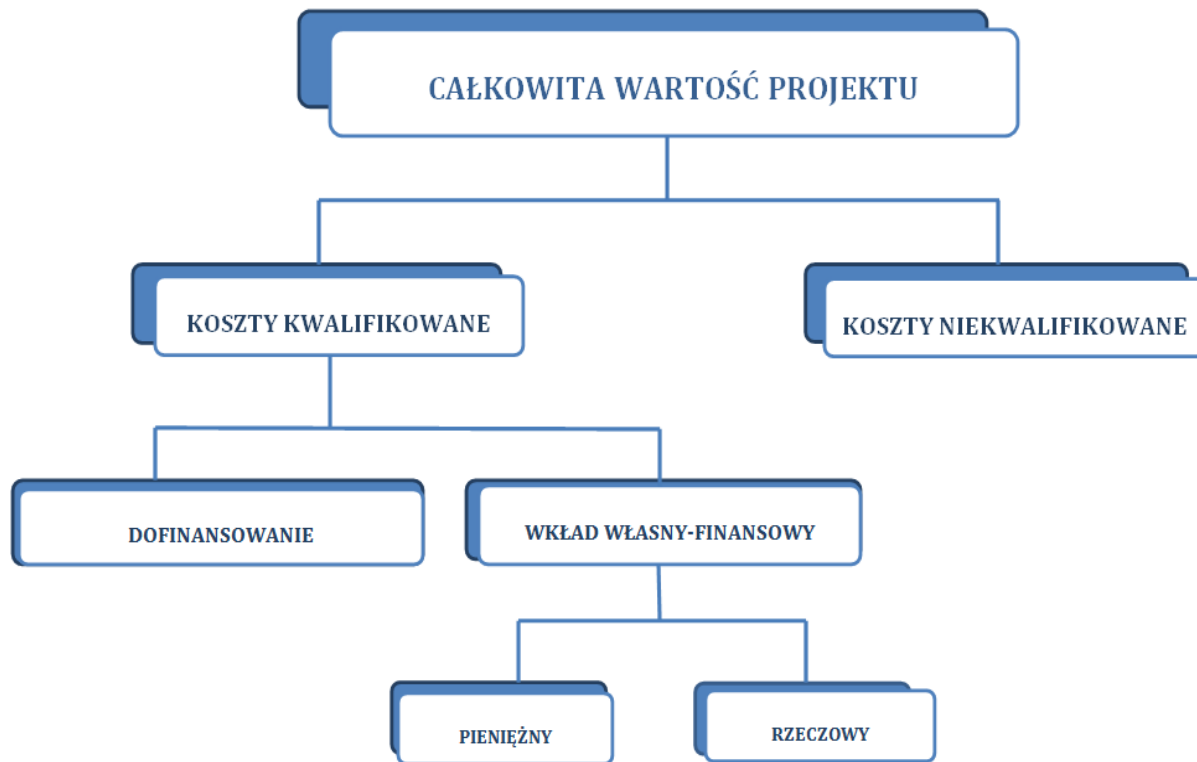 CAŁKOWITA WARTOŚĆ PROJEKTU
KOSZTY KWALIFIKOWANE
KOSZTY NIEKWALIFIKOWANE
DOFINANSOWANIE
WKŁAD WŁASNY-FINANSOWY
PIENIĘŻNY
RZECZOWY